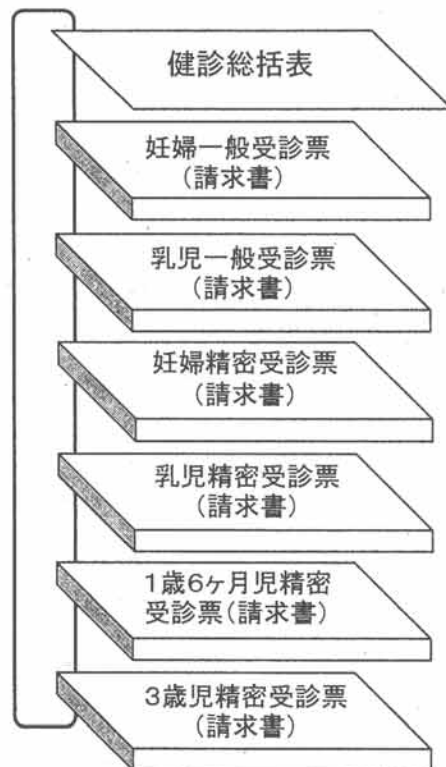 健診総括表
妊婦一般受診票
(請求書)
乳児一般受診票
(請求書)
妊婦精密受診票
(請求書)
乳児精密受診票
(請求書)
1歳6ヶ月児精密
受診票(請求書)
3歳児精密受診票
(請求書)